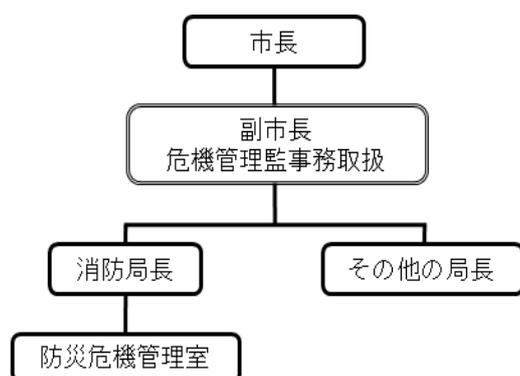 市長
副市長
危機管理監事務取扱
消防局長
その他の局長
防災危機管理室